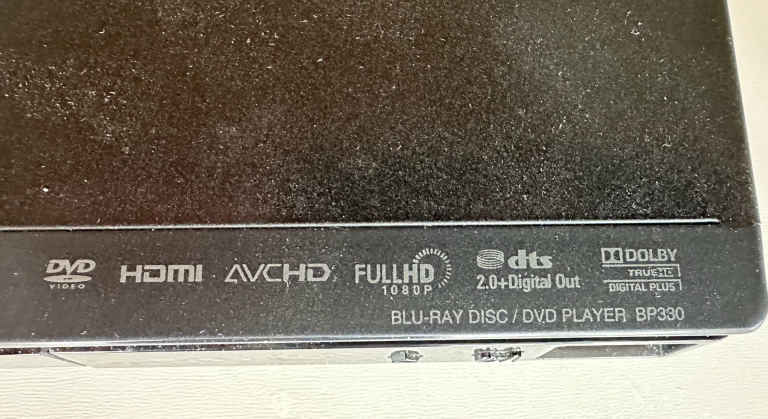 DVD VIDEO
HDMI
AVCHD
FULLHD 1080P
dts 2.0+Digital Out
DOLBY TRUEHD DIGITAL PLUS
BLU-RAY DISC / DVD PLAYER BP330